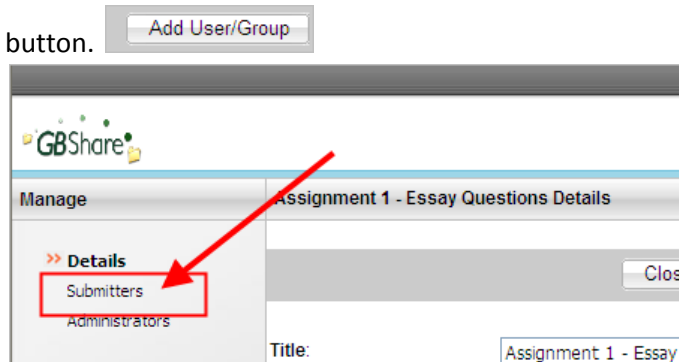 button. Add User/Group
GBShare
Manage Assignment 1 - Essay Questions Details
>> Details
Submitters
Administrators
Title: Assignment 1 - Essay